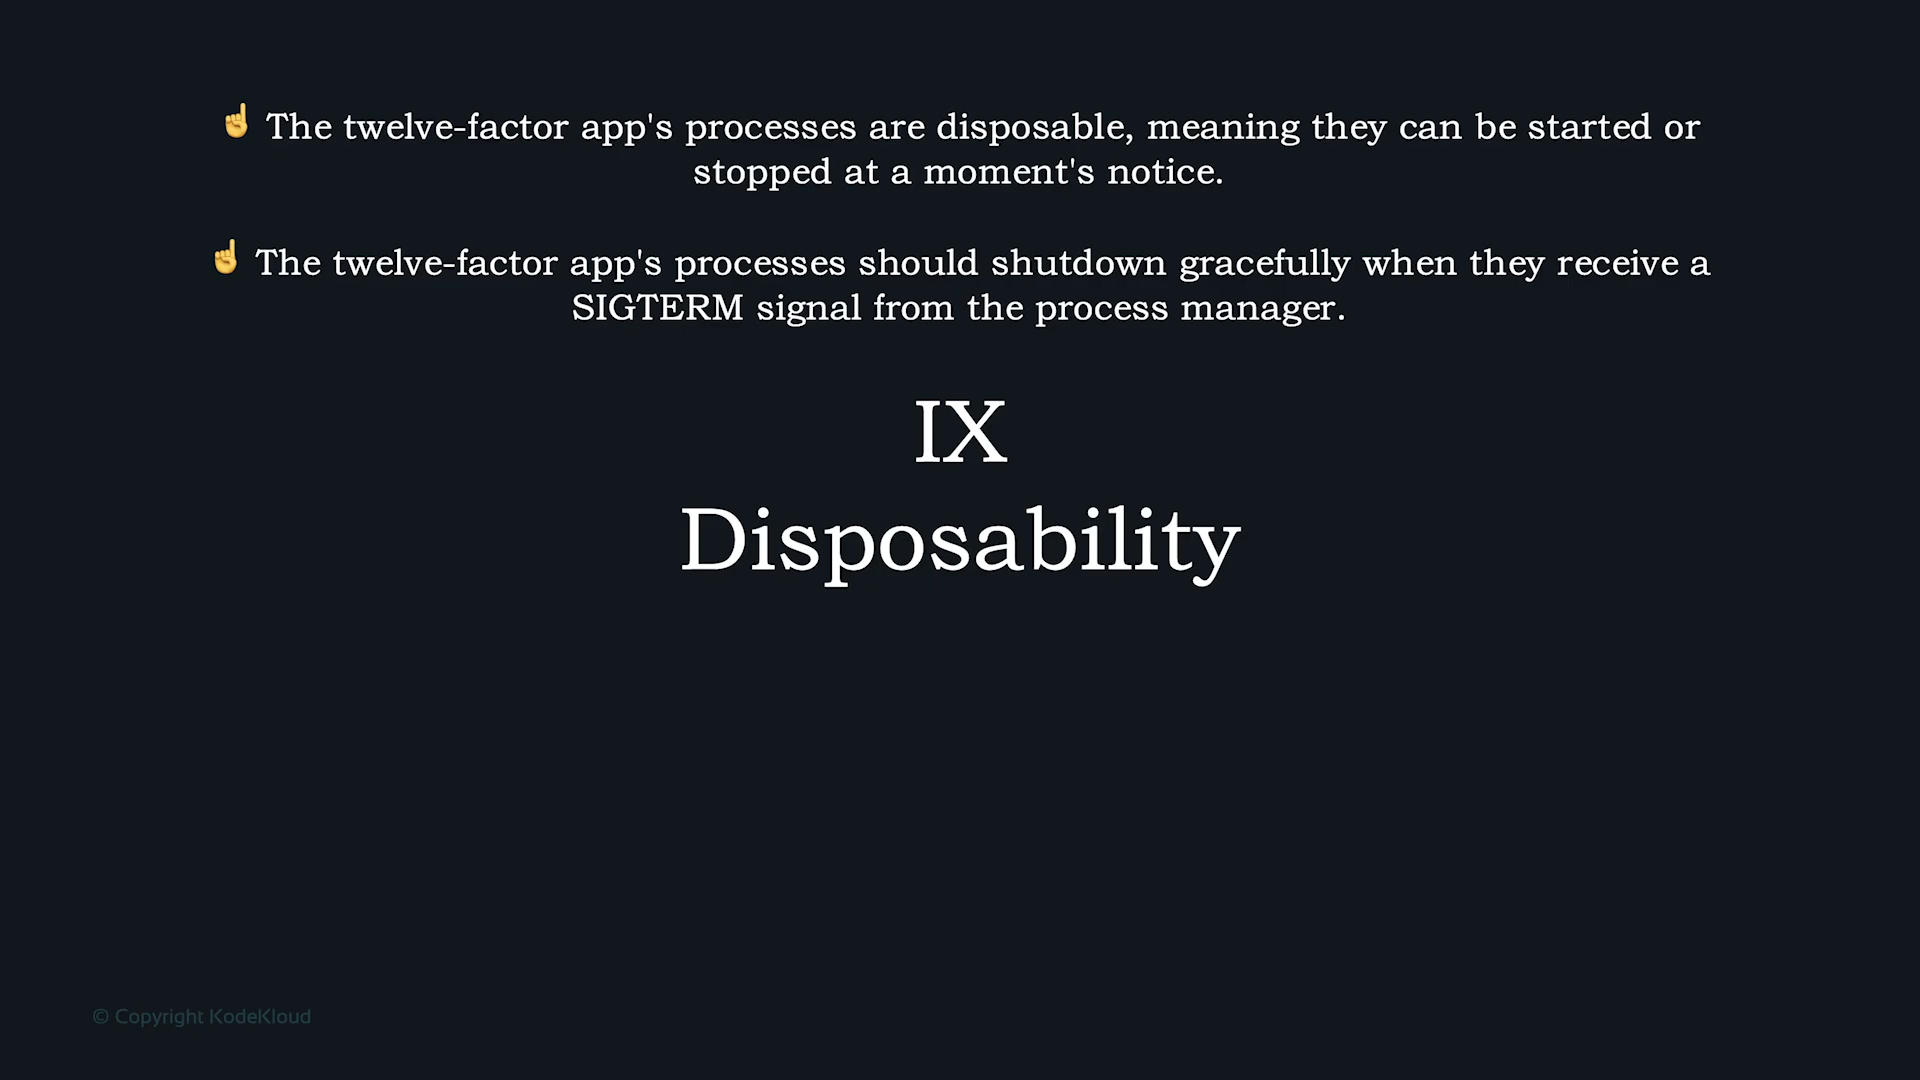 ☝ The twelve-factor app's processes are disposable, meaning they can be started or
stopped at a moment's notice.
☝ The twelve-factor app's processes should shutdown gracefully when they receive a
SIGTERM signal from the process manager.
IX
Disposability
© Copyright KodeKloud